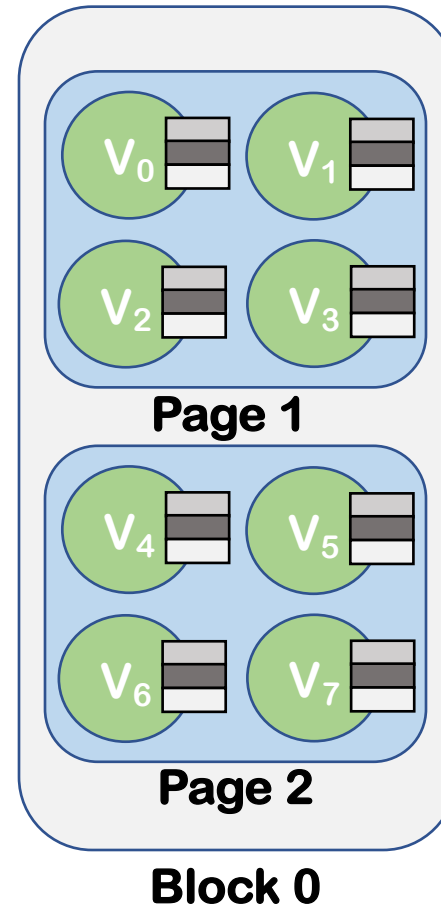 V₀ V₁
V₂ V₃
Page 1
V₄ V₅
V₆ V₇
Page 2
Block 0